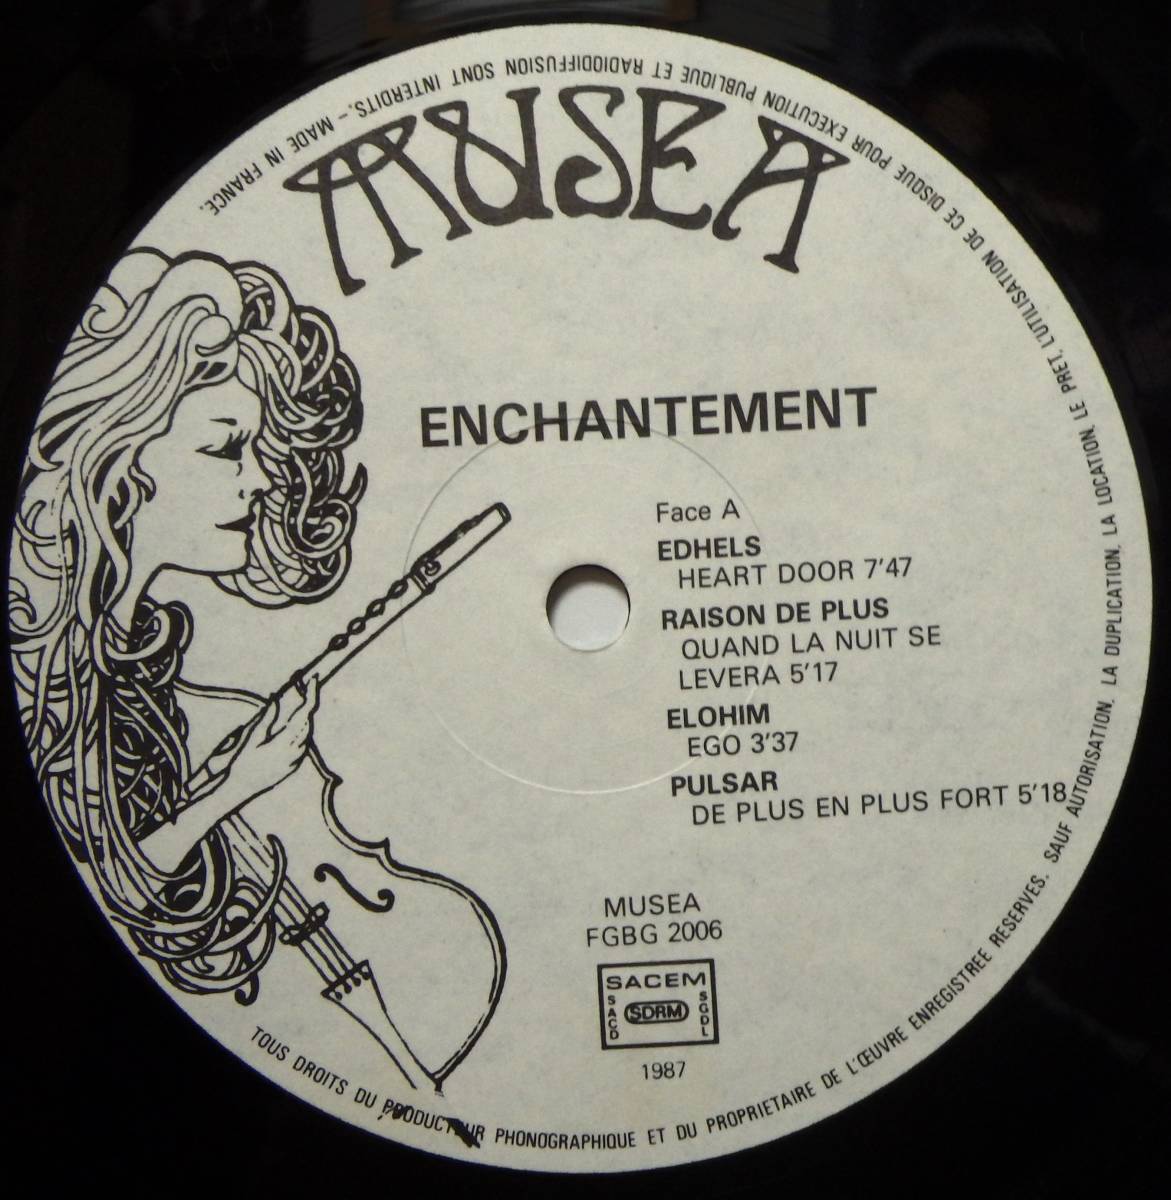 MUSEA
ENCHANTEMENT
Face A
EDHELS
HEART DOOR 7'47
RAISON DE PLUS
QUAND LA NUIT SE
LEVERA 5'17
ELOHIM
EGO 3'37
PULSAR
DE PLUS EN PLUS FORT 5'18
MUSEA
FGBG 2006
SACEM
SACD
SDRM
SGDL
1987
TOUS DROITS DU PRODUCTEUR PHONOGRAPHIQUE ET DU PROPRIETAIRE DE L'ŒUVRE ENREGISTREE RESERVES. SAUF AUTORISATION, LA DUPLICATION, LA LOCATION, LE PRET, L'UTILISATION DE CE DISQUE POUR EXECUTION PUBLIQUE ET RADIODIFFUSION SONT INTERDITS. – MADE IN FRANCE.